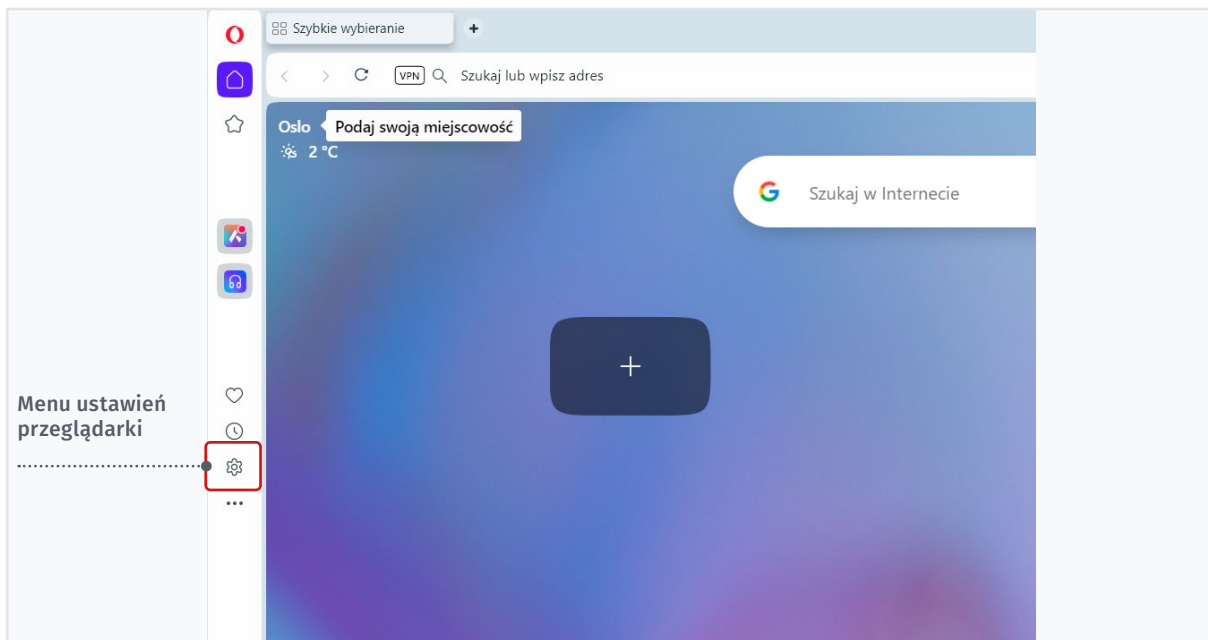 Szybkie wybieranie
VPN Szukaj lub wpisz adres
Oslo Podaj swoją miejscowość
2 °C
Szukaj w Internecie
Menu ustawień
przeglądarki